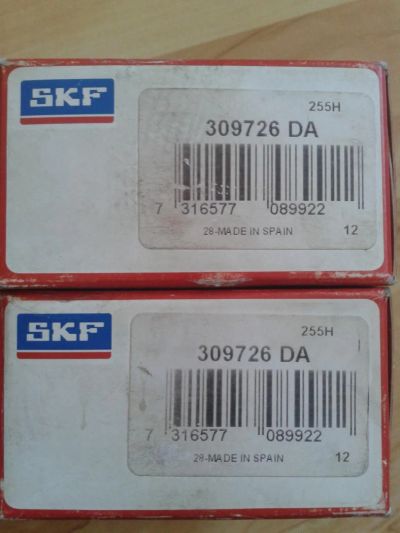 SKF
255H
309726 DA
7 316577 089922
28-MADE IN SPAIN 12
SKF
255H
309726 DA
7 316577 089922
28-MADE IN SPAIN 12